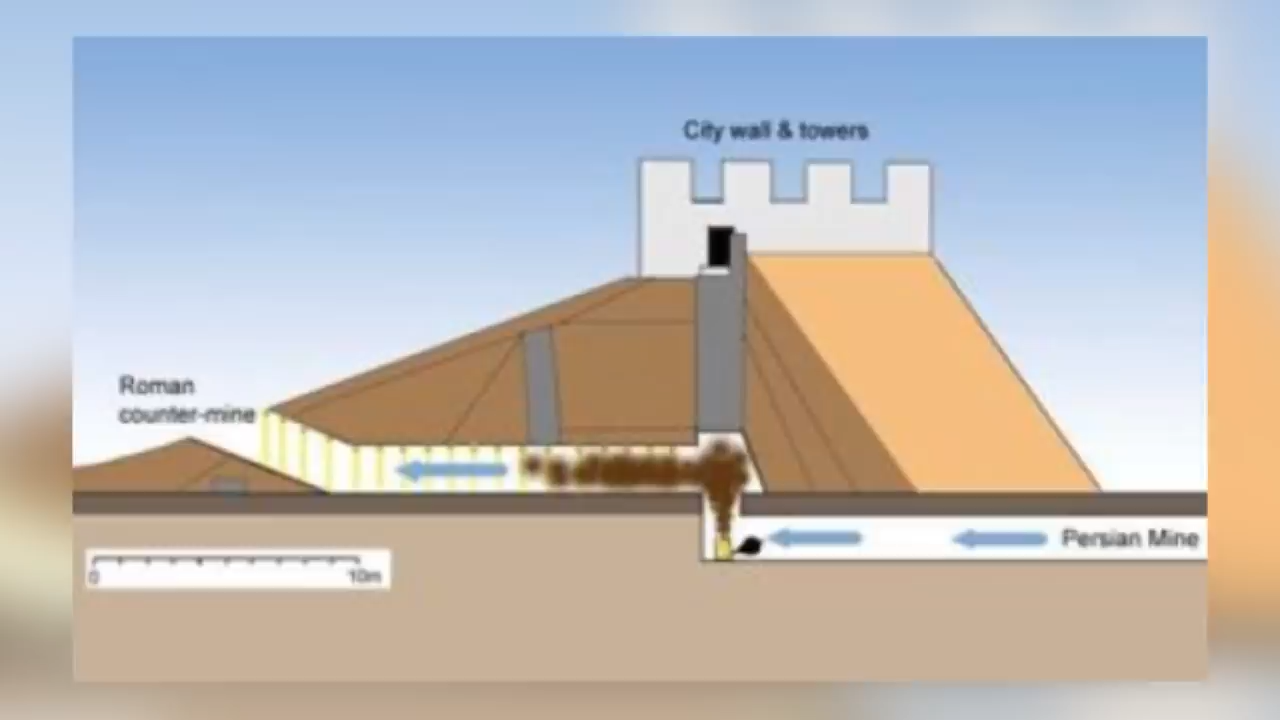 City wall & towers
Roman
counter-mine
Persian Mine
0 10m